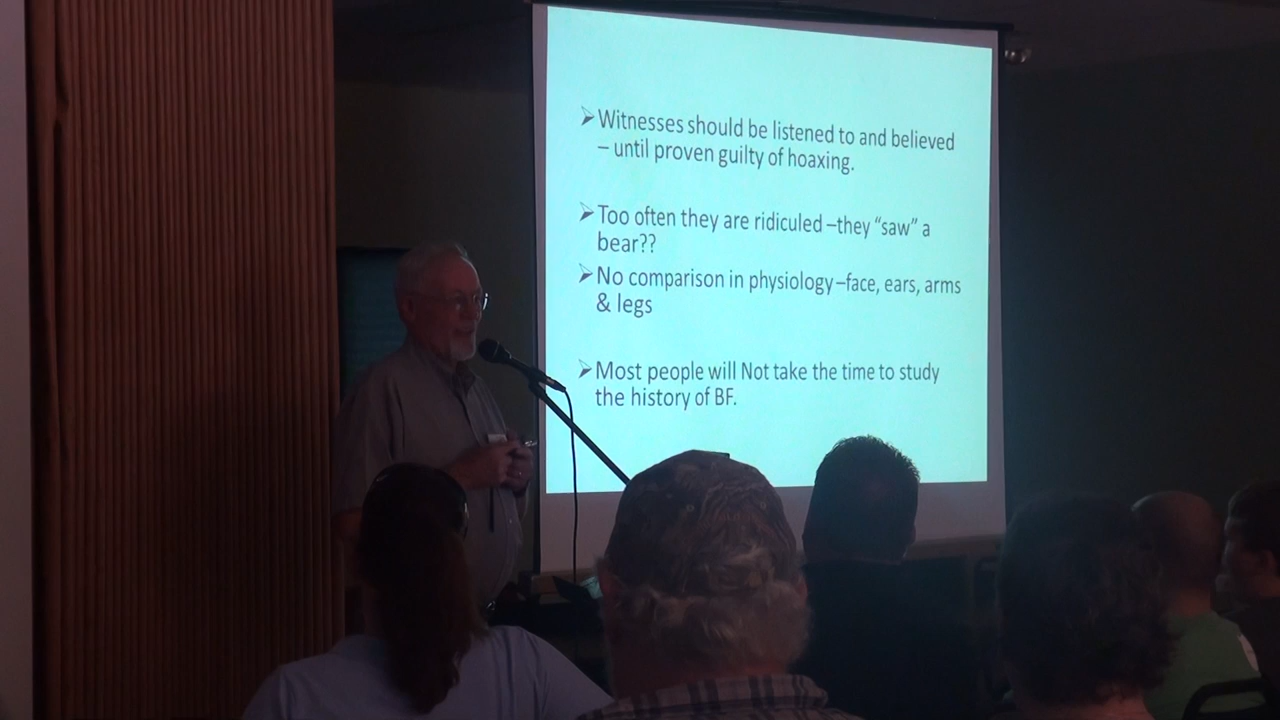 Witnesses should be listened to and believed
– until proven guilty of hoaxing.
Too often they are ridiculed –they “saw” a
bear??
No comparison in physiology –face, ears, arms
& legs
Most people will Not take the time to study
the history of BF.